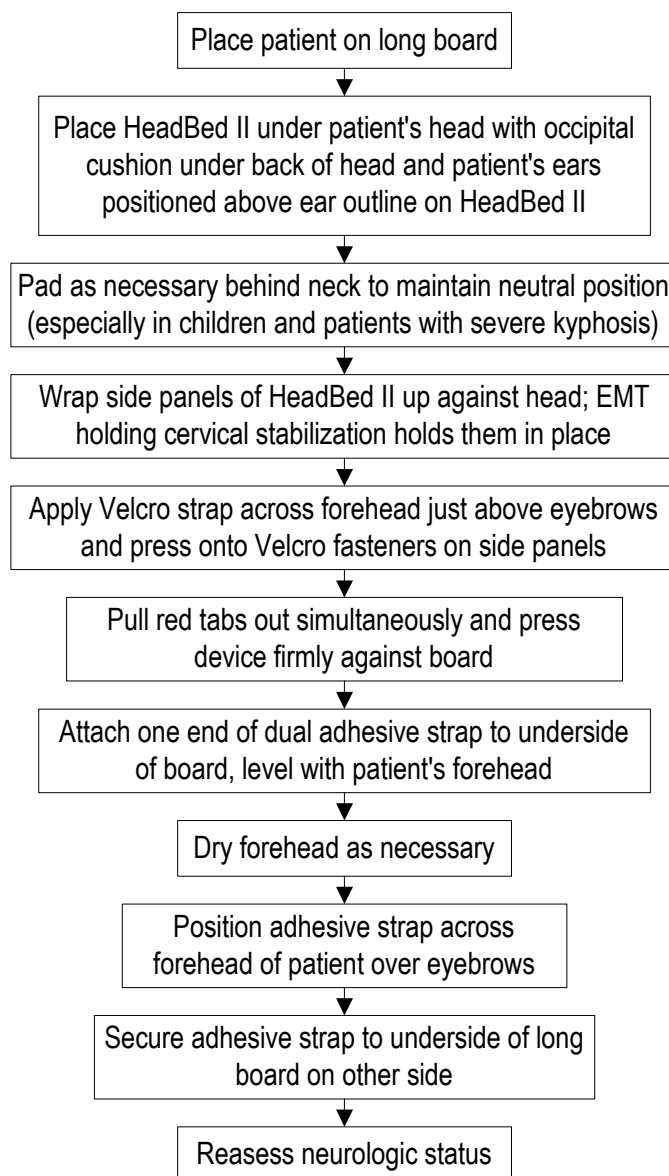 Place patient on long board
Place HeadBed II under patient's head with occipital
cushion under back of head and patient's ears
positioned above ear outline on HeadBed II
Pad as necessary behind neck to maintain neutral position
(especially in children and patients with severe kyphosis)
Wrap side panels of HeadBed II up against head; EMT
holding cervical stabilization holds them in place
Apply Velcro strap across forehead just above eyebrows
and press onto Velcro fasteners on side panels
Pull red tabs out simultaneously and press
device firmly against board
Attach one end of dual adhesive strap to underside
of board, level with patient's forehead
Dry forehead as necessary
Position adhesive strap across
forehead of patient over eyebrows
Secure adhesive strap to underside of long
board on other side
Reasess neurologic status